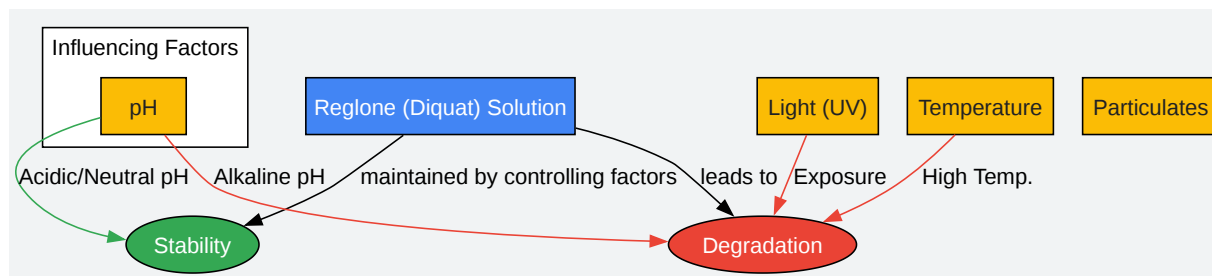 Influencing Factors
pH
Reglone (Diquat) Solution
Light (UV)
Temperature
Particulates
Acidic/Neutral pH
Alkaline pH
maintained by controlling factors
leads to
Exposure
High Temp.
Stability
Degradation